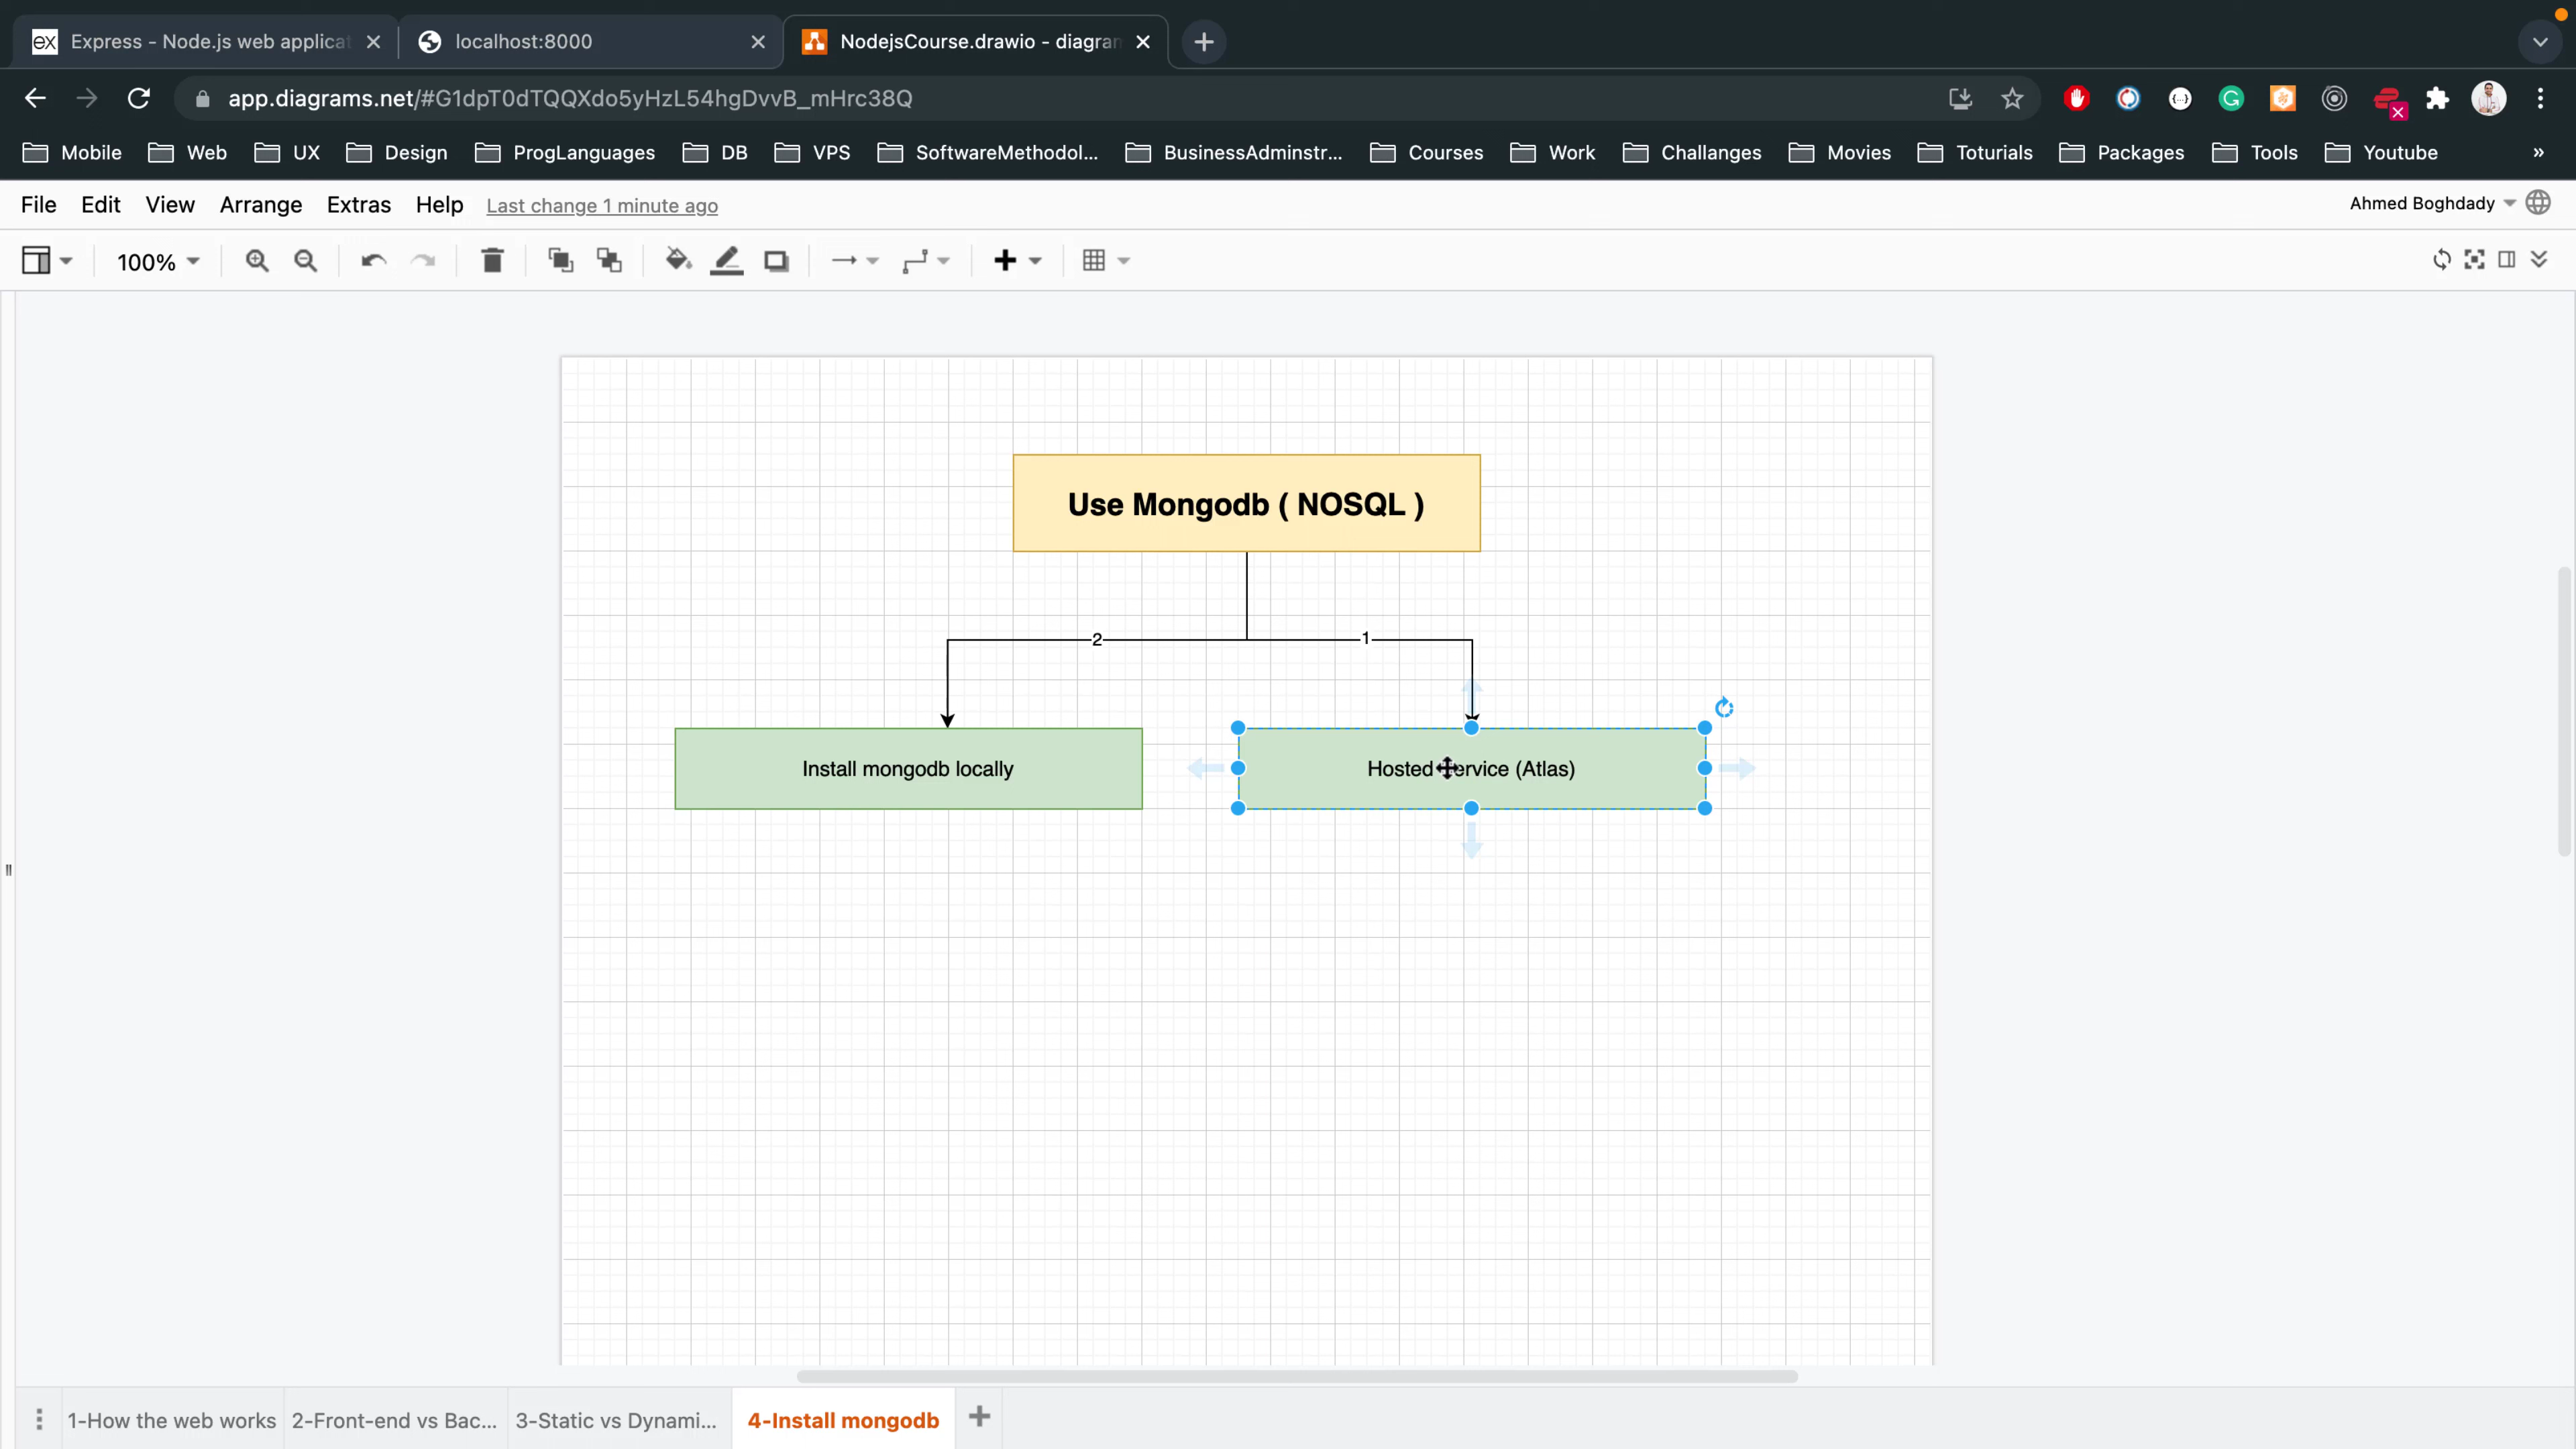 Express - Node.js web applicat
localhost:8000
NodejsCourse.drawio - diagram
app.diagrams.net/#G1dpT0dTQQXdo5yHzL54hgDvvB_mHrc38Q
Mobile Web UX Design ProgLanguages DB VPS SoftwareMethodol... BusinessAdminstr... Courses Work Challanges Movies Toturials Packages Tools Youtube »
File Edit View Arrange Extras Help Last change 1 minute ago Ahmed Boghdady
100%
Use Mongodb ( NOSQL )
2 1
Install mongodb locally
Hosted Service (Atlas)
1-How the web works 2-Front-end vs Bac... 3-Static vs Dynami... 4-Install mongodb